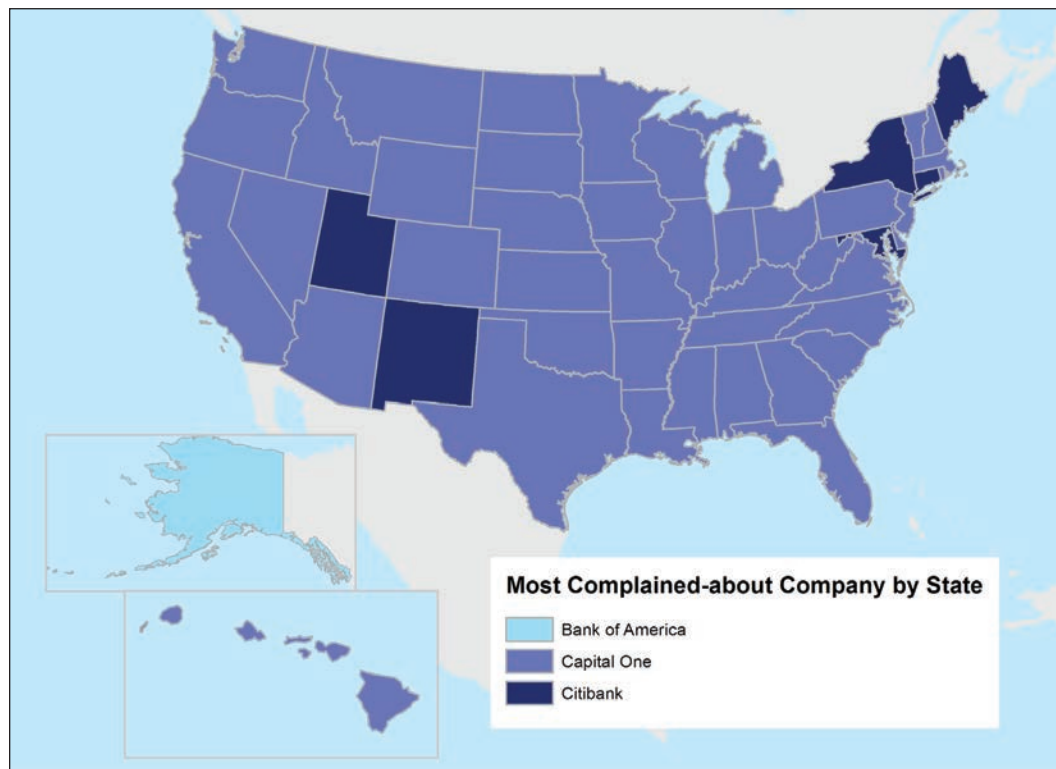 Most Complained-about Company by State
Bank of America
Capital One
Citibank